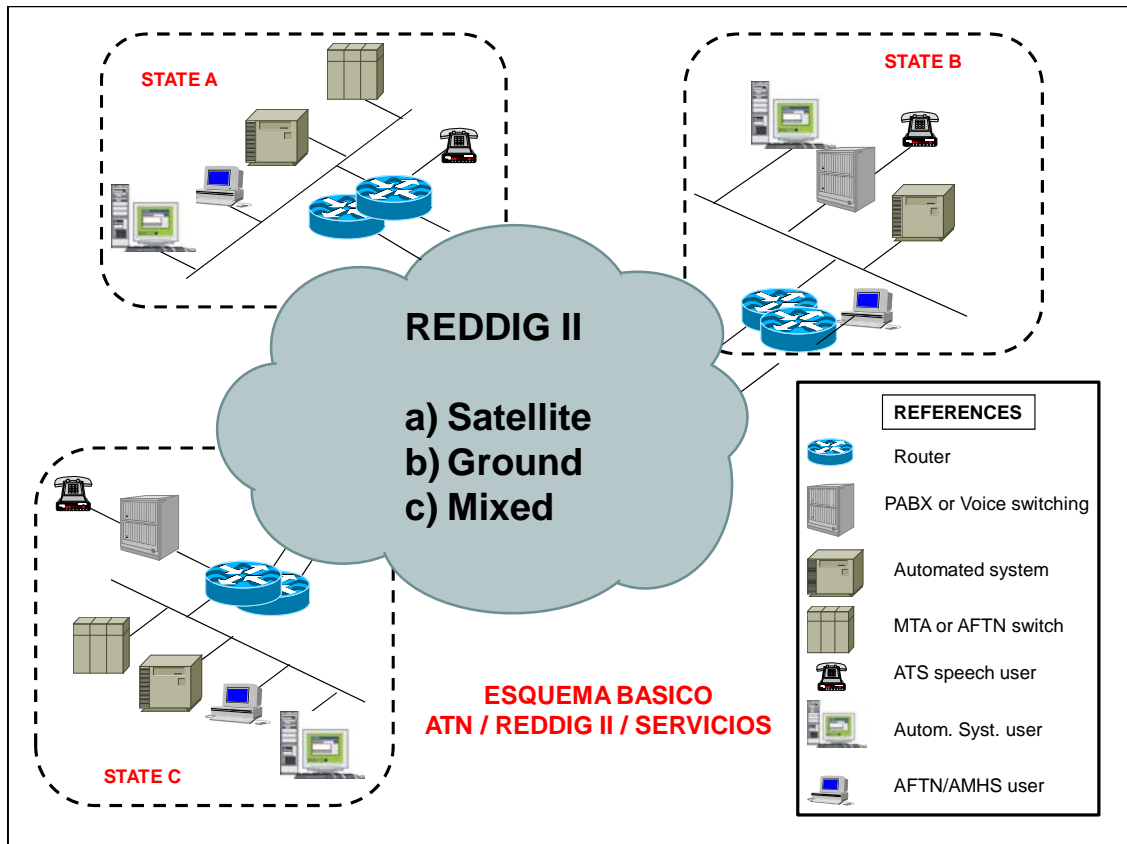 STATE A
STATE B
REDDIG II
a) Satellite
b) Ground
c) Mixed
STATE C
ESQUEMA BASICO
ATN / REDDIG II / SERVICIOS
REFERENCES
Router
PABX or Voice switching
Automated system
MTA or AFTN switch
ATS speech user
Autom. Syst. user
AFTN/AMHS user